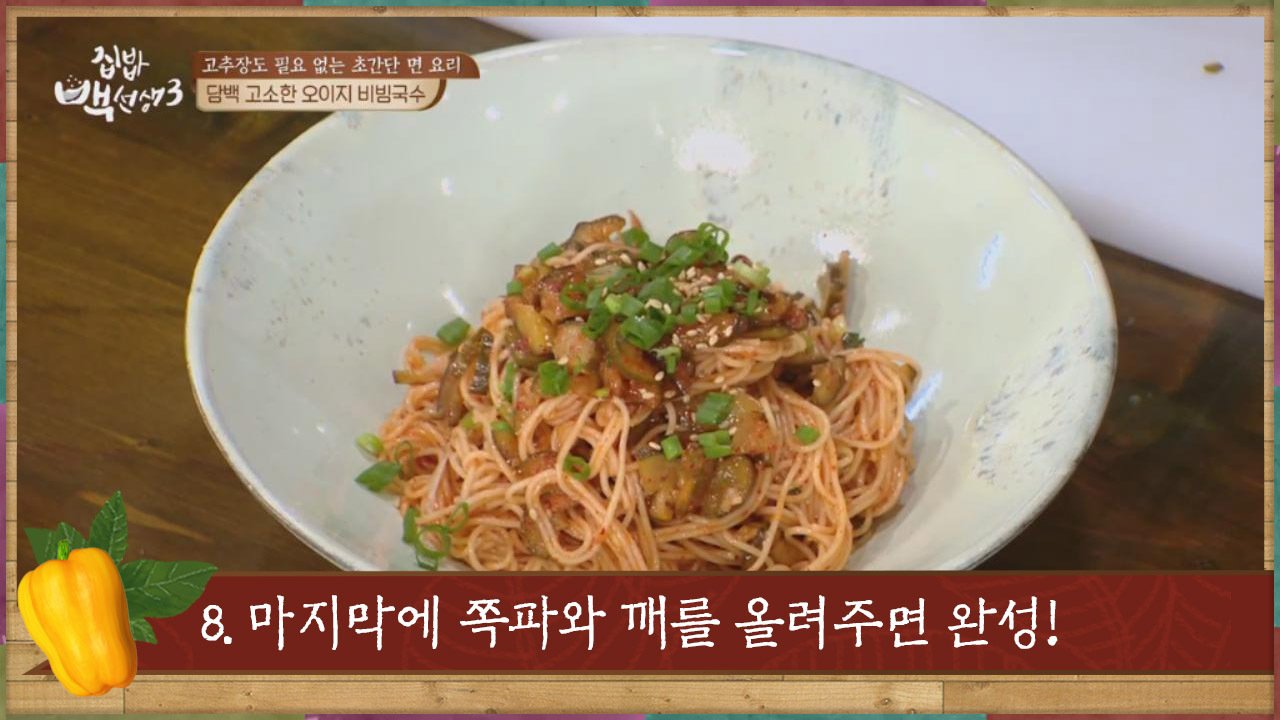 집밥
백선생3
고추장도 필요 없는 초간단 면 요리
담백 고소한 오이지 비빔국수
8. 마지막에 쪽파와 깨를 올려주면 완성!